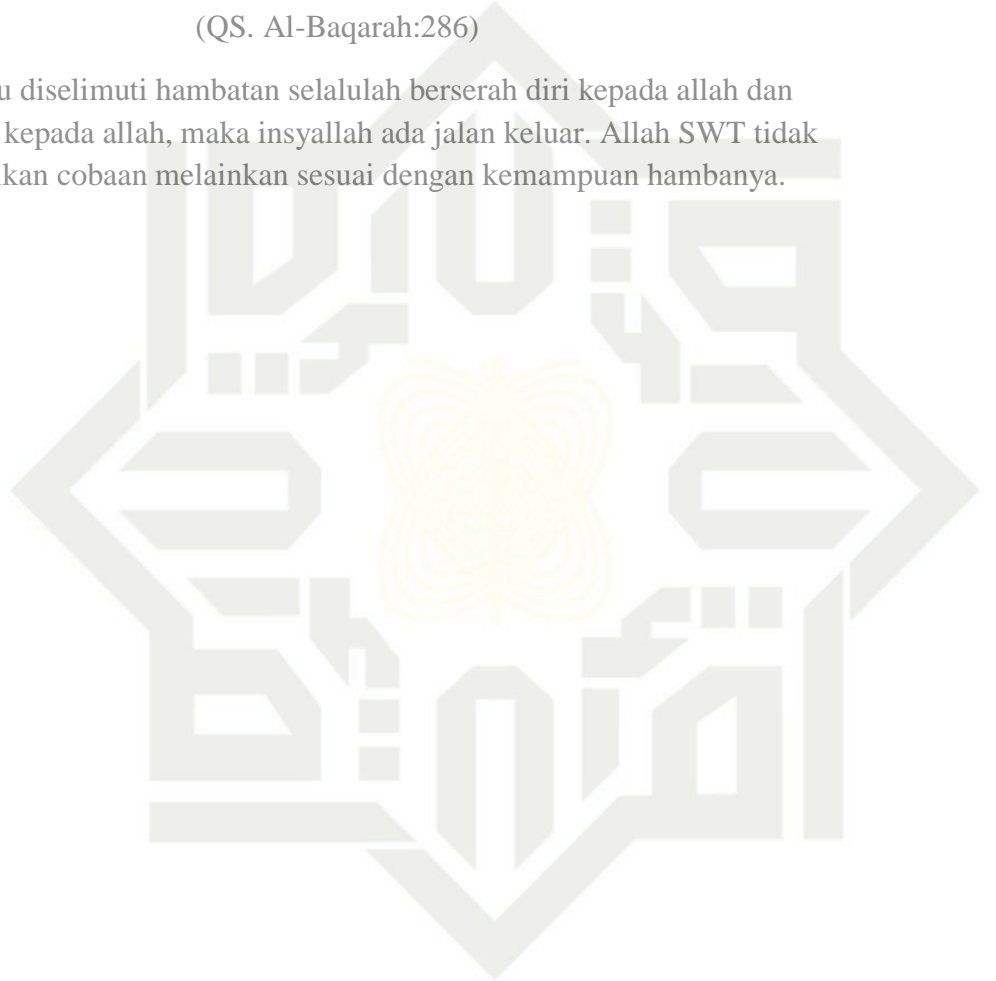 (QS. Al-Baqarah:286)
diselimuti hambatan selalulah berserah diri kepada allah dan
kepada allah, maka insyallah ada jalan keluar. Allah SWT tidak
cobaan melainkan sesuai dengan kemampuan hambanya.